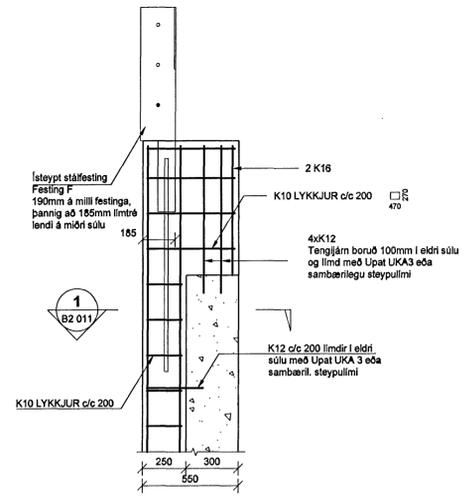 Ísteypt stálfesting
Festing F
190mm á milli festinga,
þannig að 185mm límtré
lendi á miðri súlu
185
2 K16
K10 LYKKJUR c/c 200
270
470
4xK12
Tengijárn boruð 100mm í eldri súlu
og límd með Upat UKA3 eða
sambærilegu steypulími
1
B2 011
K12 c/c 200 límdir í eldri
súlu með Upat UKA 3 eða
sambæril. steypulími
K10 LYKKJUR c/c 200
250
300
550